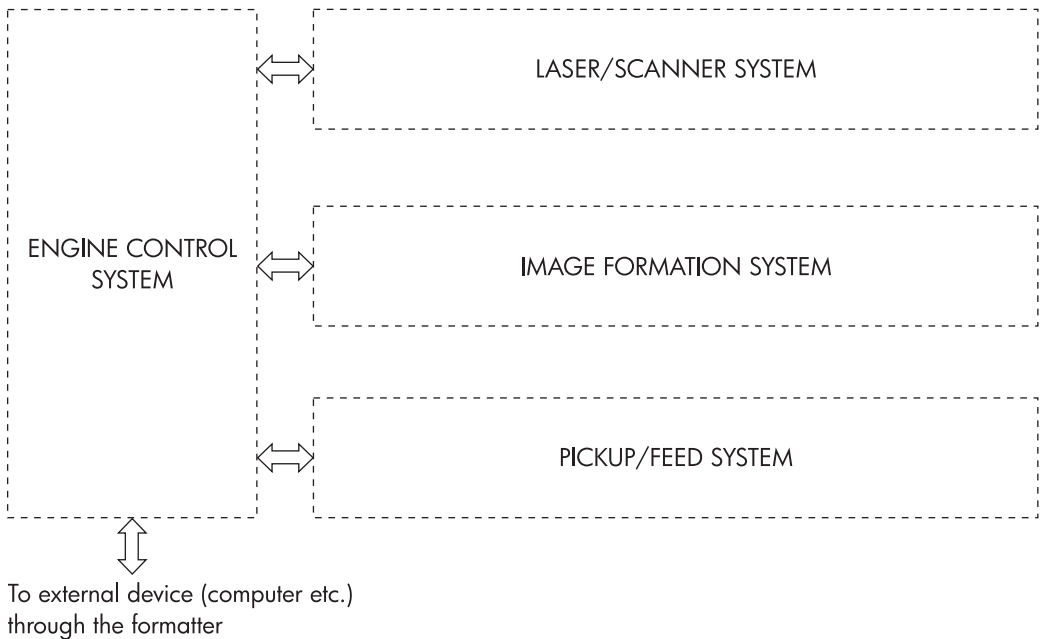 LASER/SCANNER SYSTEM
ENGINE CONTROL
SYSTEM
IMAGE FORMATION SYSTEM
PICKUP/FEED SYSTEM
To external device (computer etc.)
through the formatter